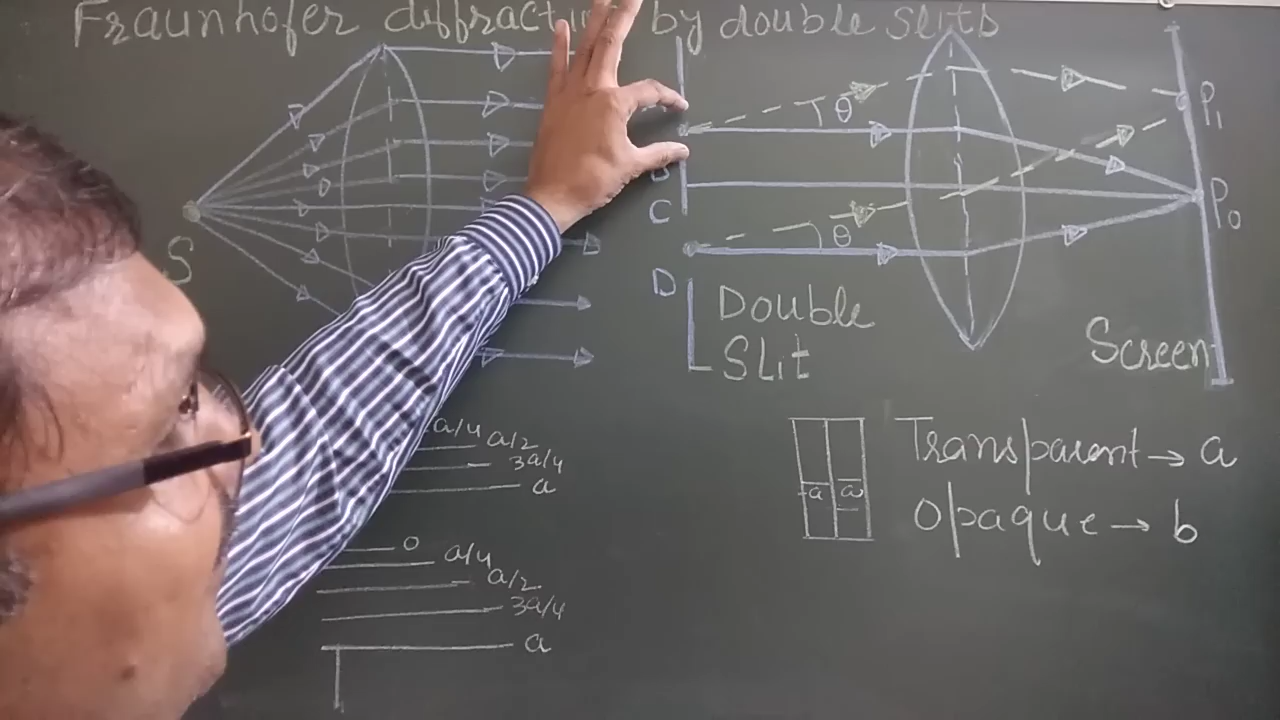 Fraunhofer diffraction by double slits
S
θ
θ
P1
P0
C
D
Double
Slit
Screen
a/4
a/2
3a/4
a
0
a/4
a/2
3a/4
a
a
Transparent → a
Opaque → b